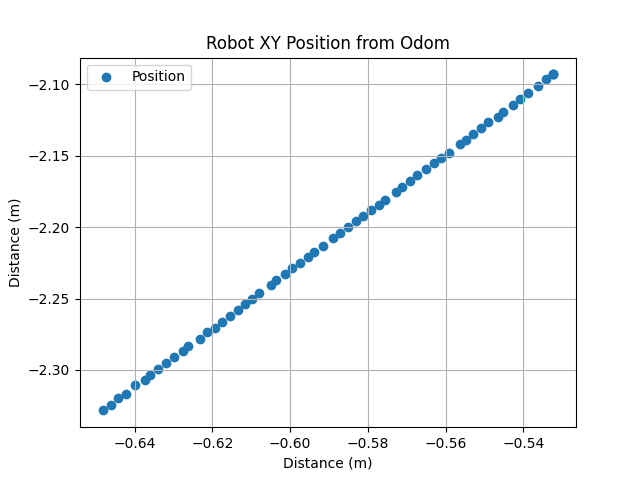 Robot XY Position from Odom
Position
−2.10
−2.15
−2.20
−2.25
−2.30
Distance (m)
−0.64
−0.62
−0.60
−0.58
−0.56
−0.54
Distance (m)